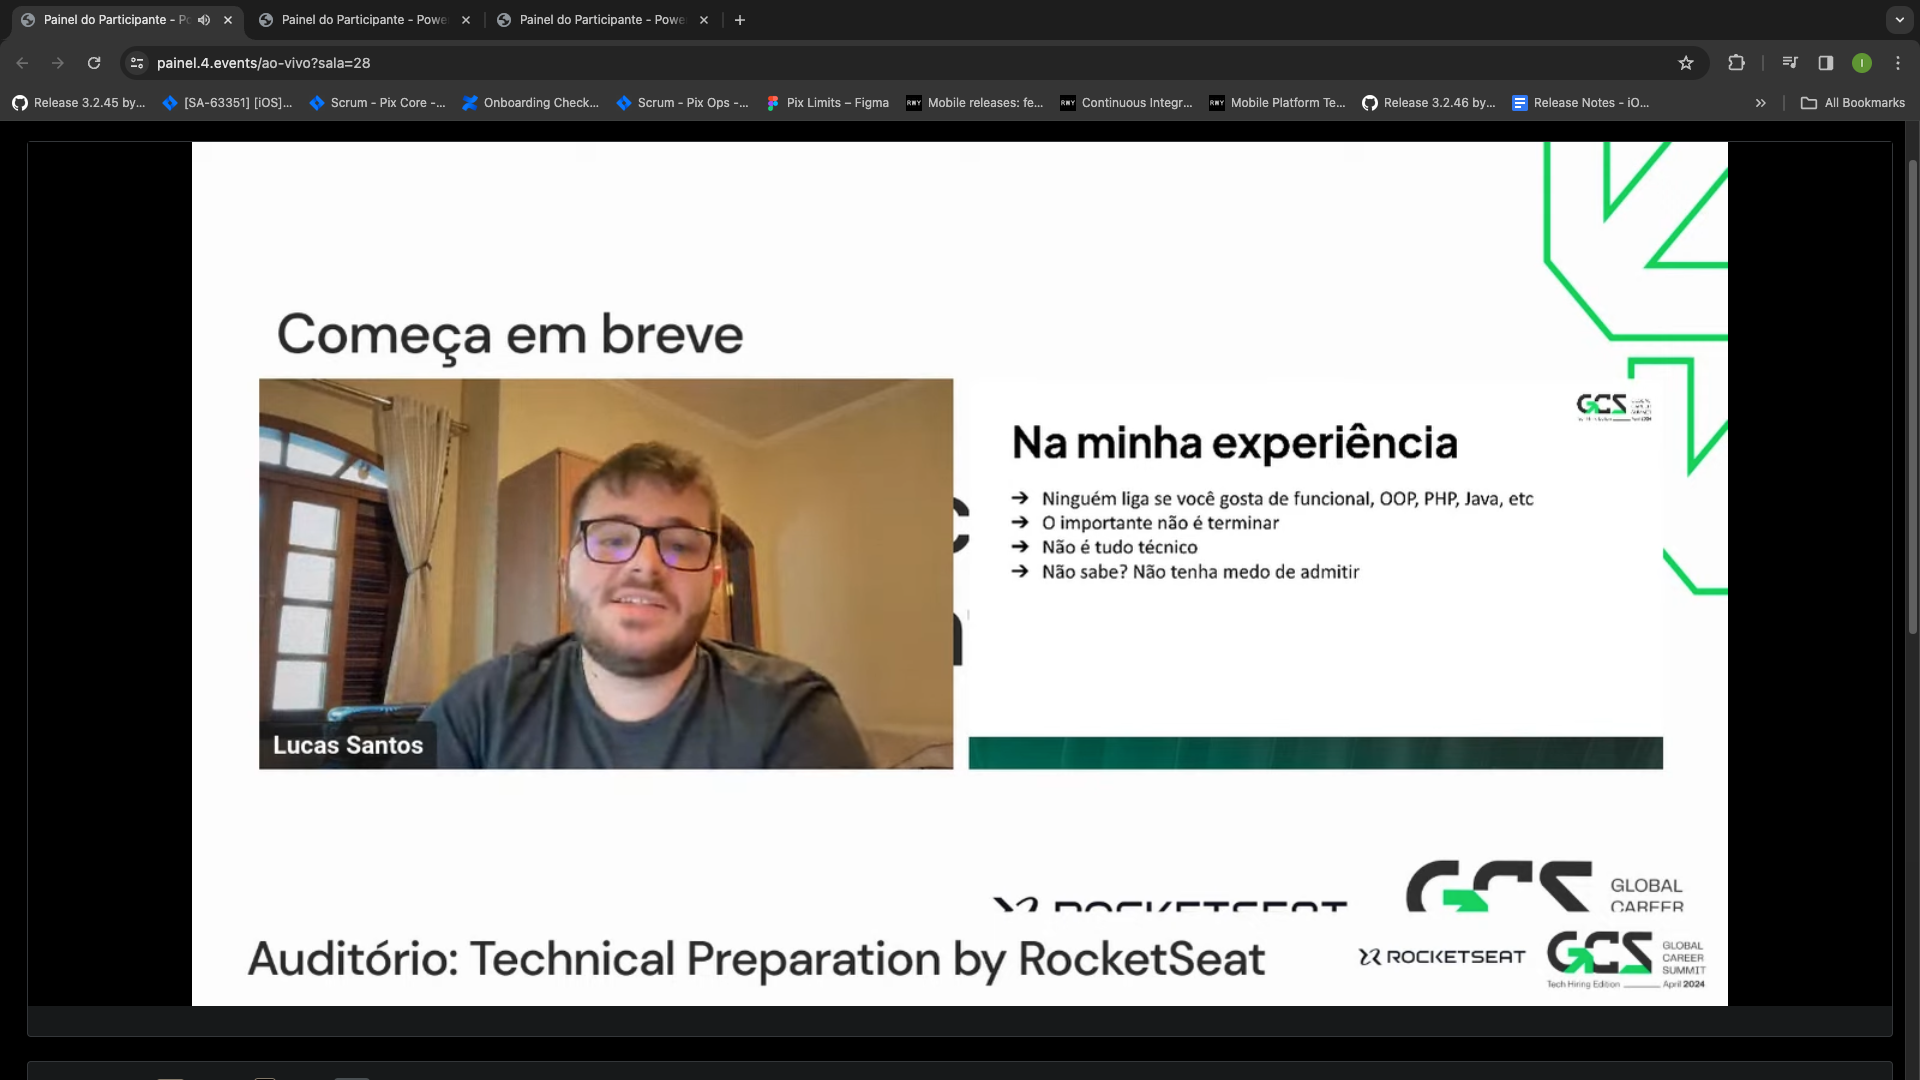 Painel do Participante - Po
Painel do Participante - Powe
Painel do Participante - Powe
painel.4.events/ao-vivo?sala=28
I
Release 3.2.45 by...
[SA-63351] [iOS]...
Scrum - Pix Core -...
Onboarding Check...
Scrum - Pix Ops -...
Pix Limits – Figma
RWY
Mobile releases: fe...
RWY
Continuous Integr...
RWY
Mobile Platform Te...
Release 3.2.46 by...
Release Notes - iO...
All Bookmarks
Começa em breve
GCS
Na minha experiência
➔ Ninguém liga se você gosta de funcional, OOP, PHP, Java, etc
➔ O importante não é terminar
➔ Não é tudo técnico
➔ Não sabe? Não tenha medo de admitir
Lucas Santos
ROCKETSEAT
GCS
GLOBAL
CAREER
Auditório: Technical Preparation by RocketSeat
ROCKETSEAT
GCS
GLOBAL
CAREER
SUMMIT
Tech Hiring Edition
April 2024